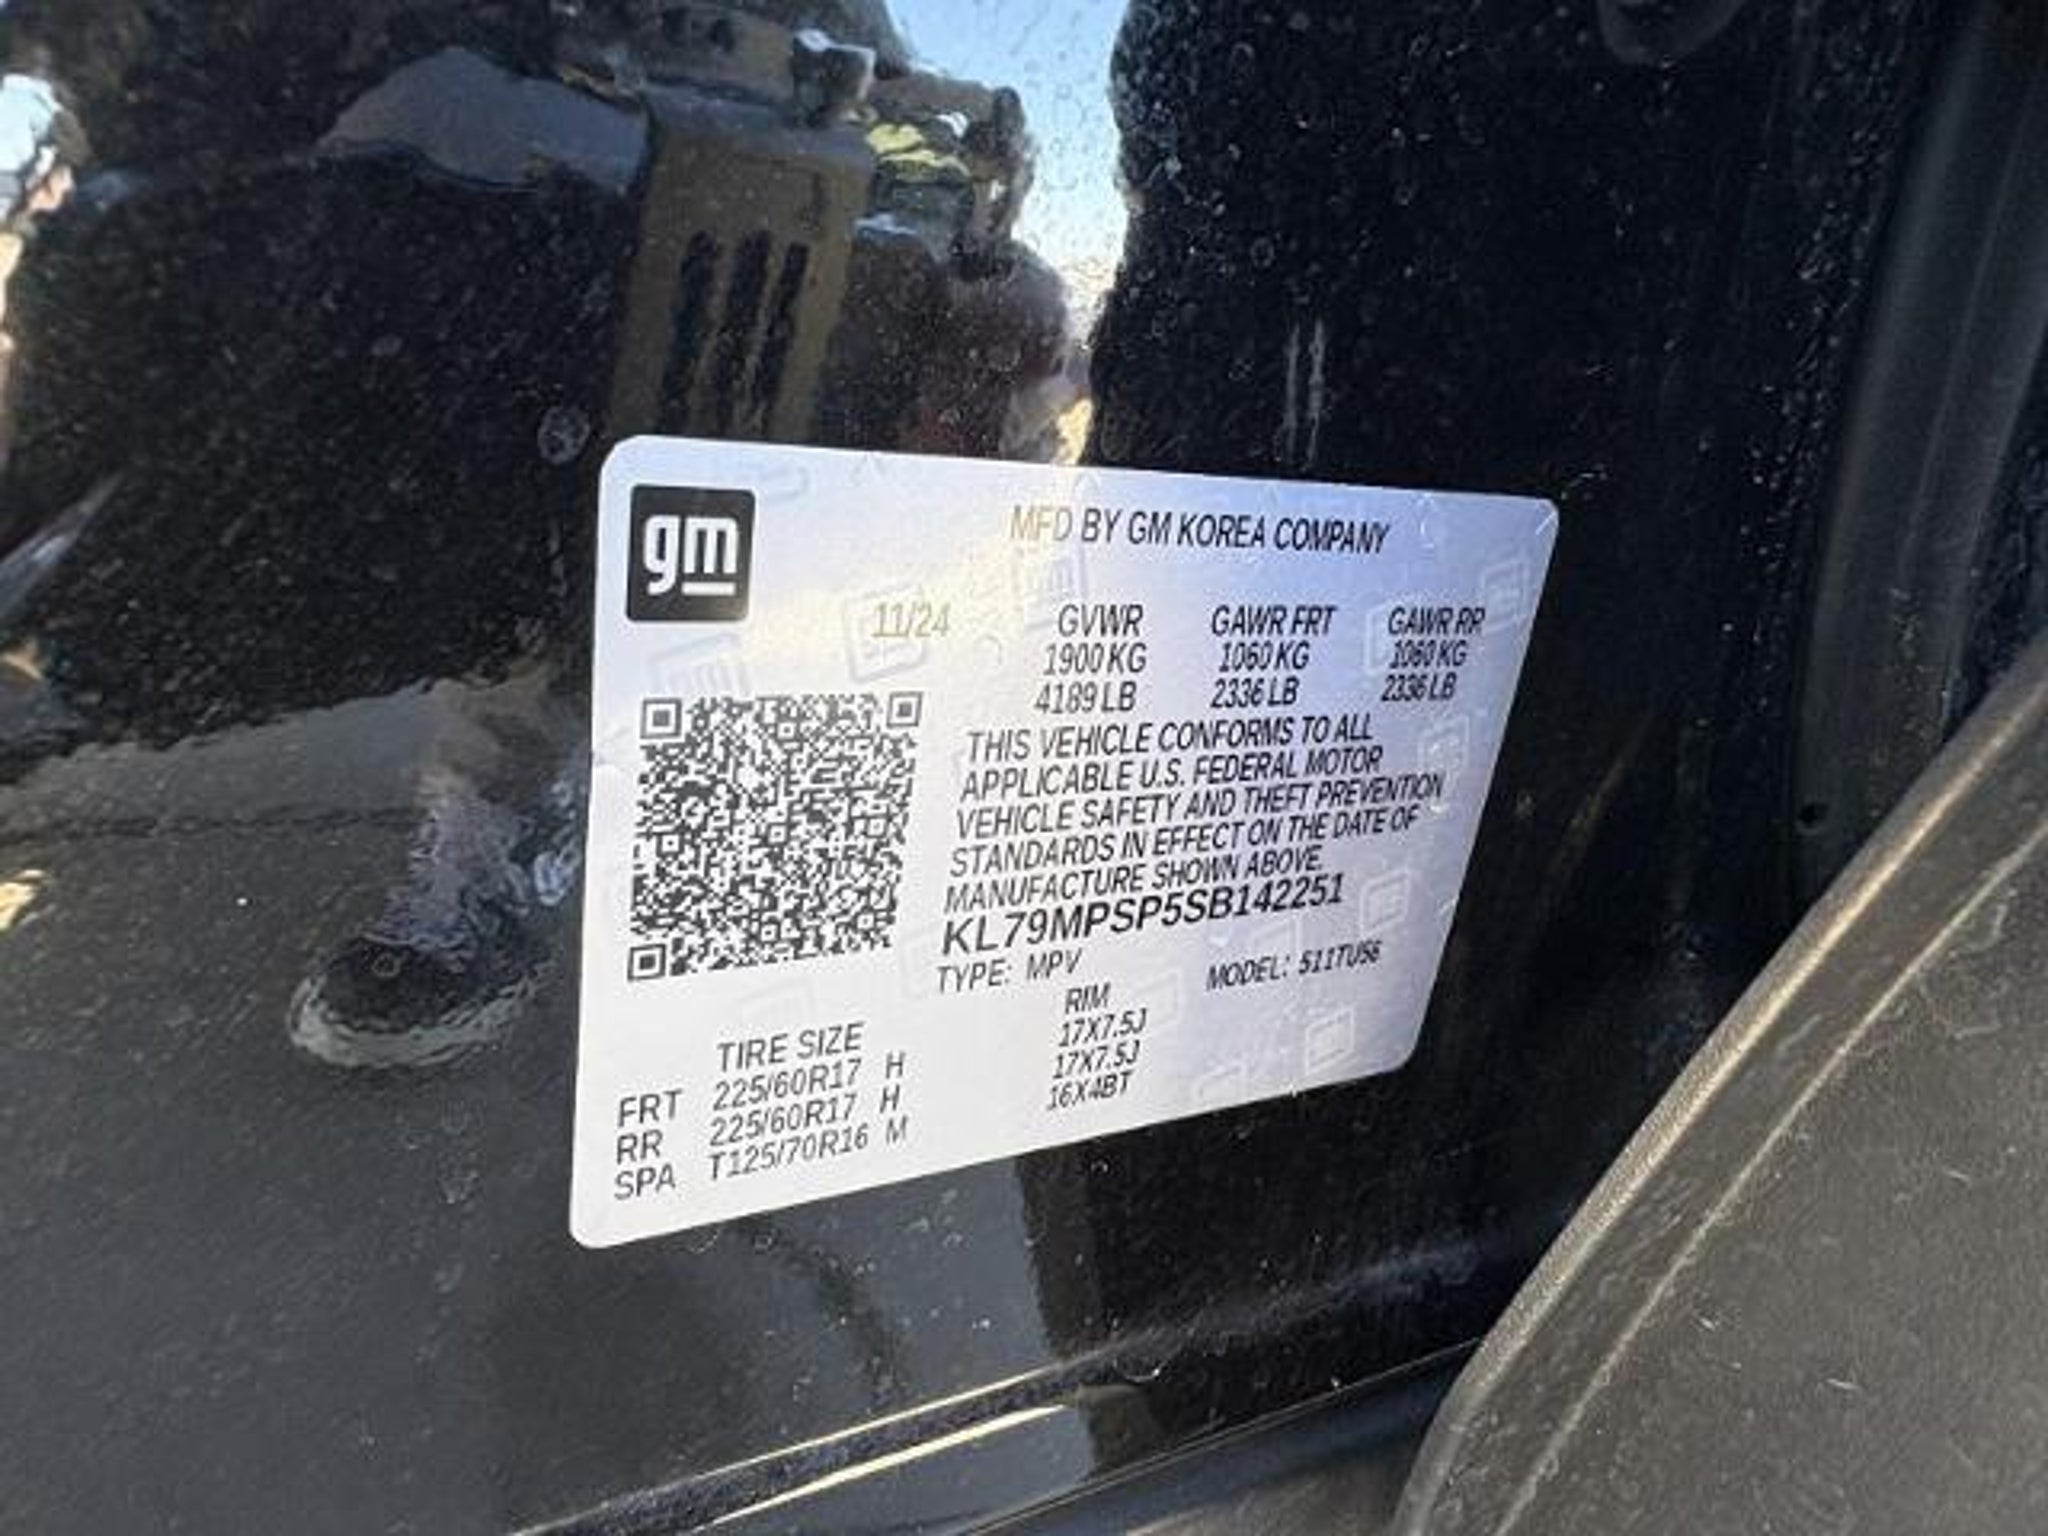 gm
MFD BY GM KOREA COMPANY
11/24 GVWR GAWR FRT GAWR RR
1900 KG 1060 KG 1060 KG
4189 LB 2336 LB 2336 LB
THIS VEHICLE CONFORMS TO ALL
APPLICABLE U.S. FEDERAL MOTOR
VEHICLE SAFETY AND THEFT PREVENTION
STANDARDS IN EFFECT ON THE DATE OF
MANUFACTURE SHOWN ABOVE.
KL79MPSP5SB142251
TYPE: MPV MODEL: 511TU56
TIRE SIZE RIM
FRT 225/60R17 H 17X7.5J
RR 225/60R17 H 17X7.5J
SPA T125/70R16 M 16X4BT